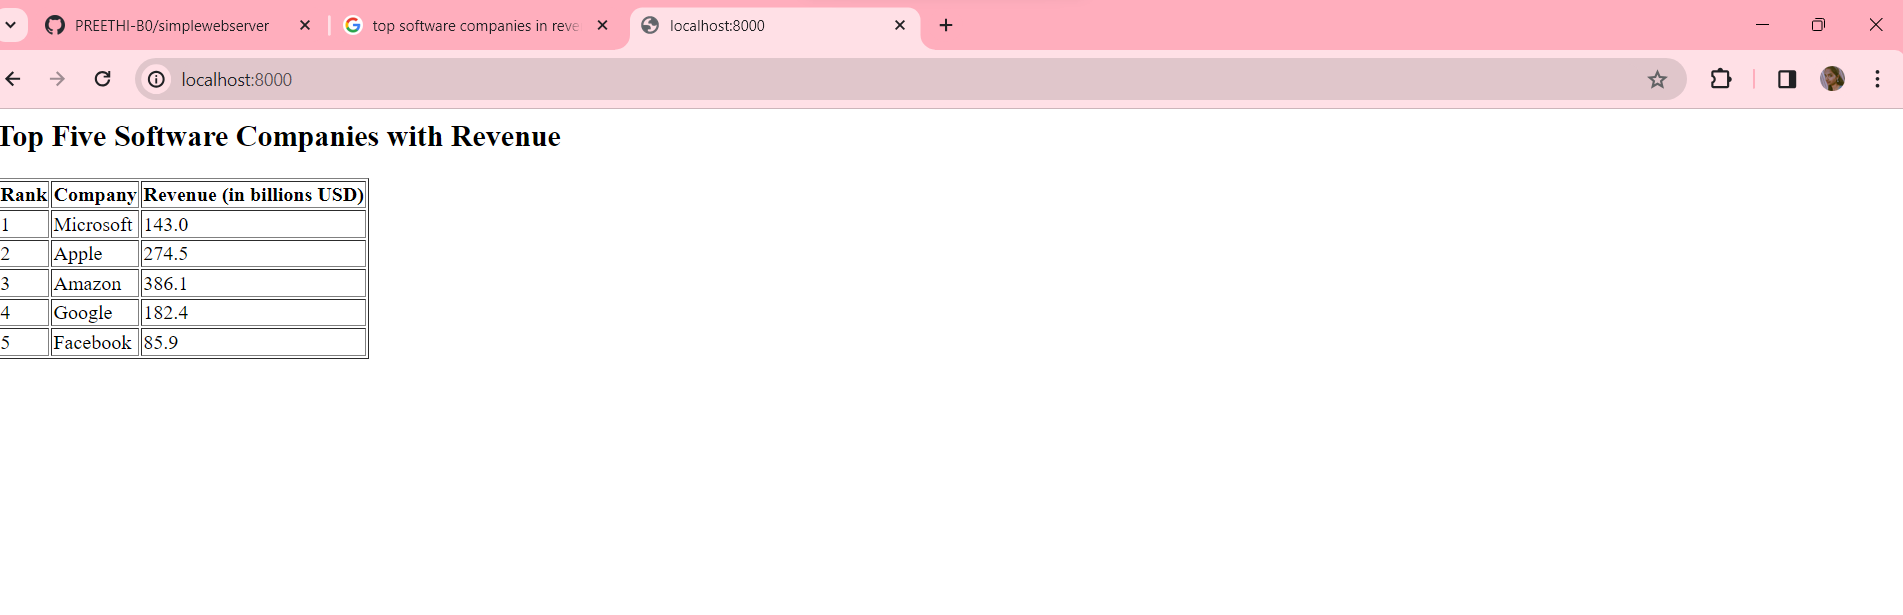 PREETHI-B0/simplewebserver
top software companies in reve
localhost:8000
localhost:8000
Top Five Software Companies with Revenue
Rank Company Revenue (in billions USD)
1 Microsoft 143.0
2 Apple 274.5
3 Amazon 386.1
4 Google 182.4
5 Facebook 85.9